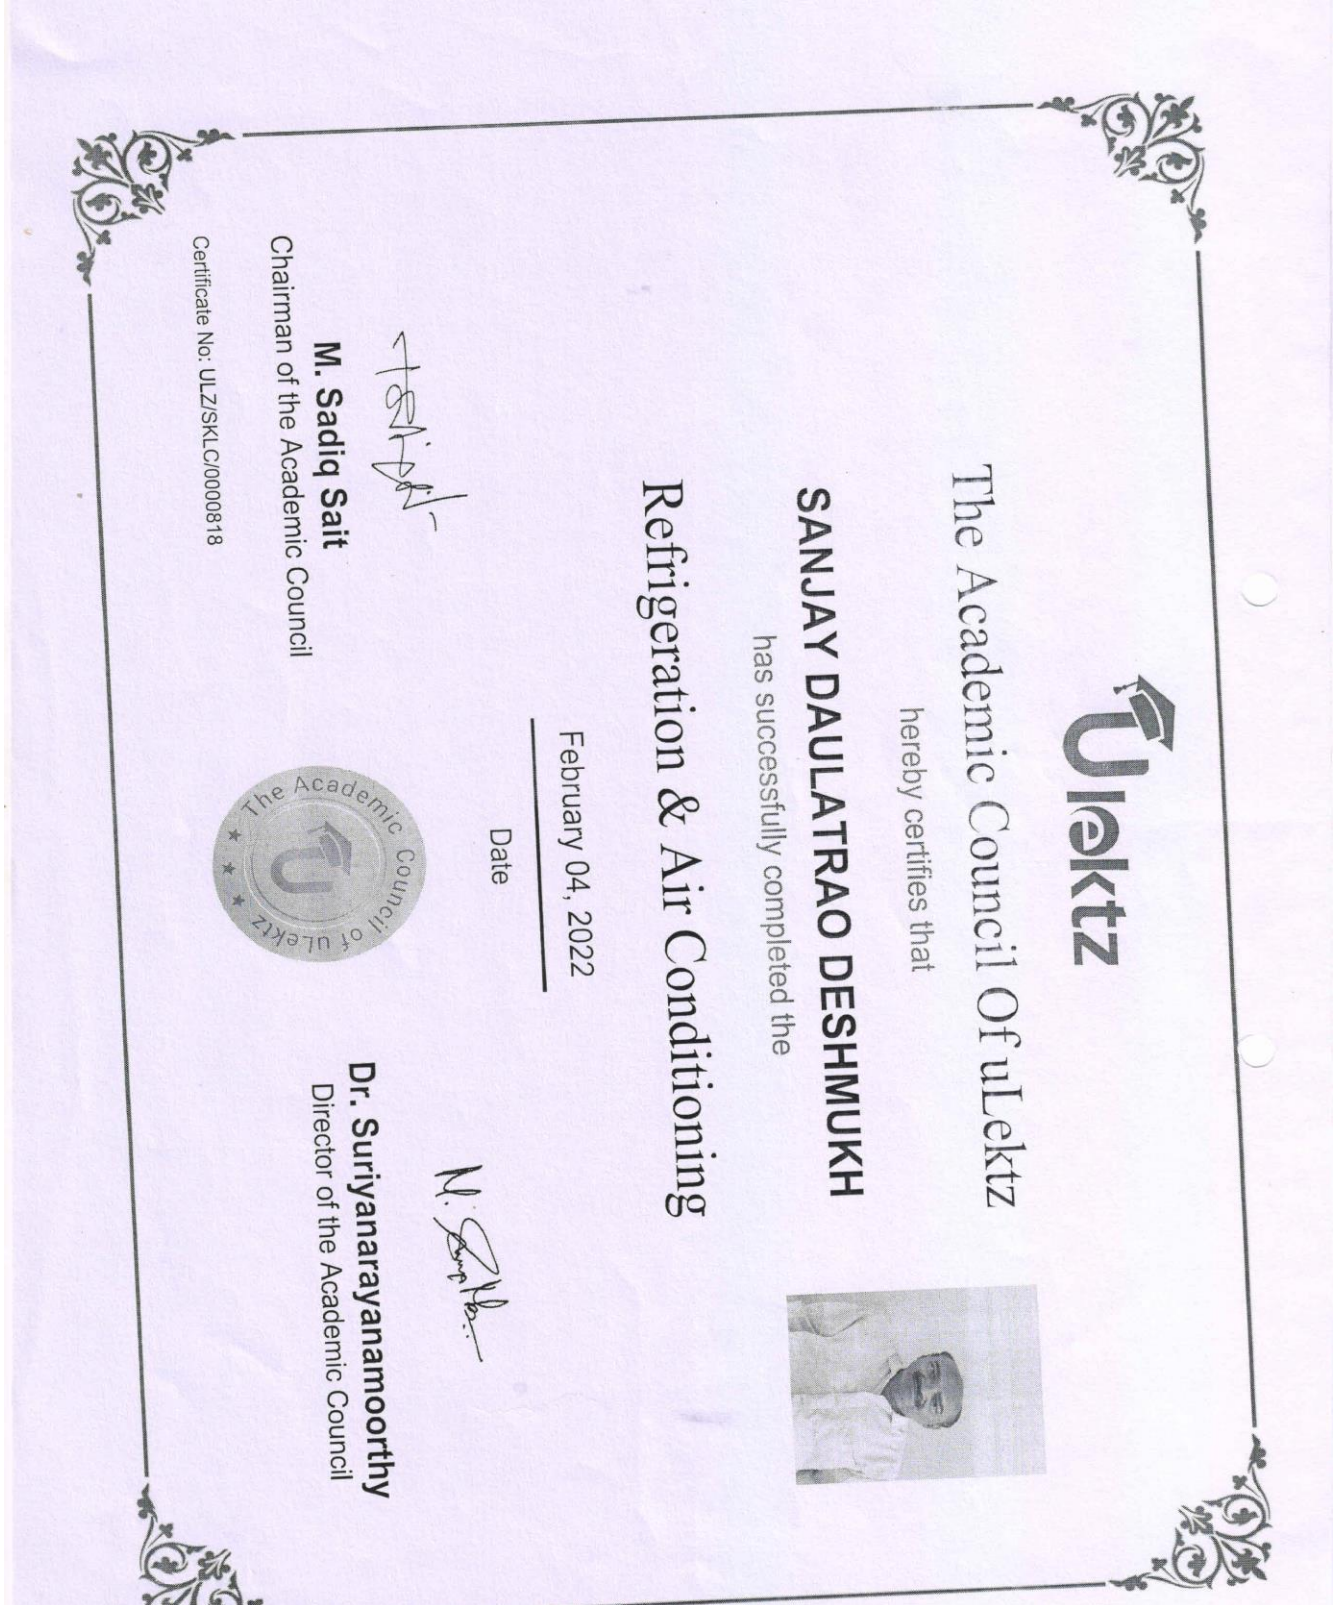 Ulektz
The Academic Council Of uLektz
hereby certifies that
SANJAY DAULATRAO DESHMUKH
has successfully completed the
Refrigeration & Air Conditioning
February 04, 2022
Date
M. Sadiq Sait
Chairman of the Academic Council
Certificate No: ULZ/SKLC/0000818
The Academic Council of uLektz
U
Dr. Suriyanarayanamoorthy
Director of the Academic Council